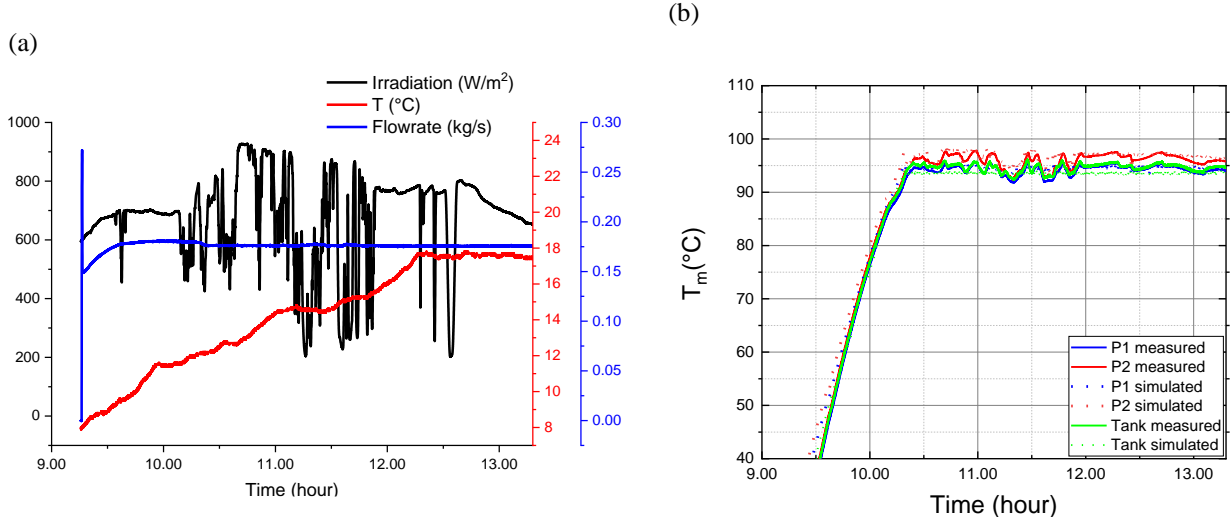 (a)
Irradiation (W/m²)
T (°C)
Flowrate (kg/s)
1000
800
600
400
200
0
24
22
20
18
16
14
12
10
8
0.30
0.25
0.20
0.15
0.10
0.05
0.00
9.00 10.00 11.00 12.00 13.00
Time (hour)
(b)
110
100
90
80
70
60
50
40
Tm(°C)
P1 measured
P2 measured
P1 simulated
P2 simulated
Tank measured
Tank simulated
9.00 10.00 11.00 12.00 13.00
Time (hour)